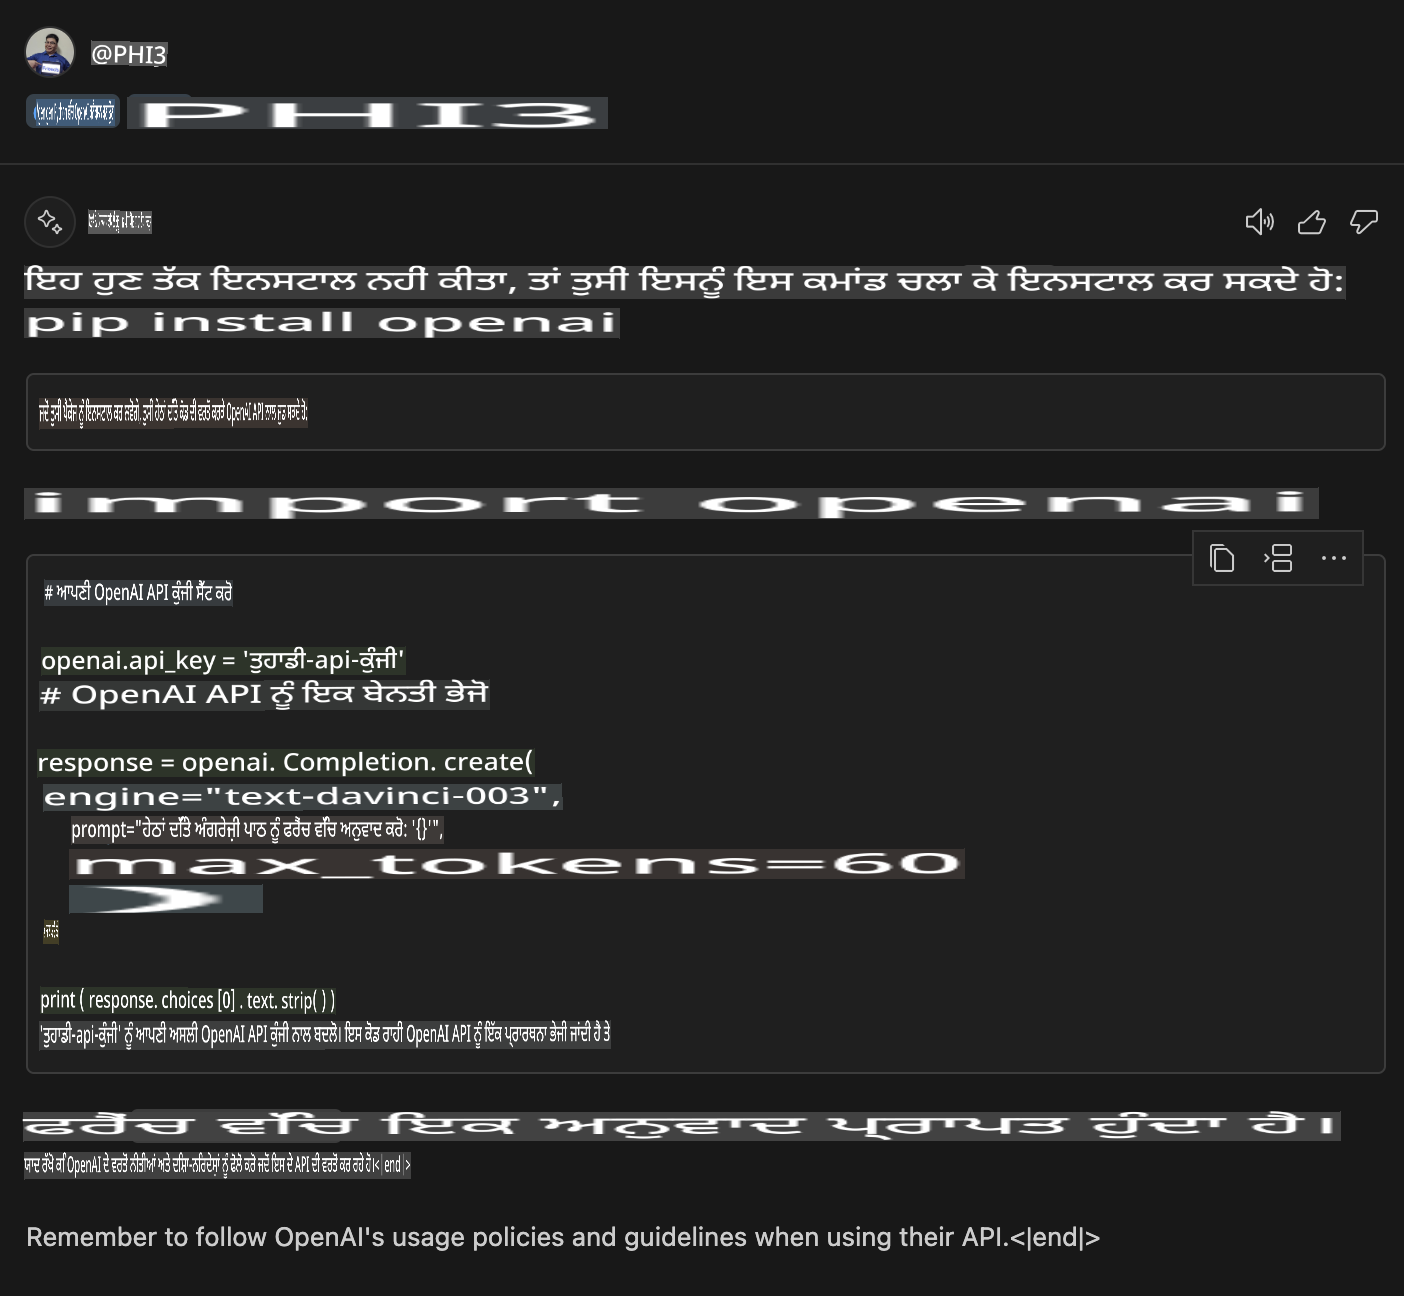 @PHI3
PHI3
ਇਹ ਹੁਣ ਤੱਕ ਇਨਸਟਾਲ ਨਹੀ ਕੀਤਾ, ਤਾਂ ਤੁਸੀ ਇਸਨੂੰ ਇਸ ਕਮਾਂਡ ਚਲਾ ਕੇ ਇਨਸਟਾਲ ਕਰ ਸਕਦੇ ਹੋ:
pip install openai
ਜਦੋਂ ਤੁਸੀਂ ਪੈਕੇਜ ਨੂੰ ਇਨਸਟਾਲ ਕਰ ਲਵੋਗੇ, ਤੁਸੀਂ ਹੇਠਾਂ ਦਿੱਤੇ ਕੋਡ ਦੀ ਵਰਤੋਂ ਕਰਕੇ OpenAI API ਨਾਲ ਜੁੜ ਸਕਦੇ ਹੋ:
import openai
# ਆਪਣੀ OpenAI API ਕੁੰਜੀ ਸੈੱਟ ਕਰੋ
openai.api_key = 'ਤੁਹਾਡੀ-api-ਕੁੰਜੀ'
# OpenAI API ਨੂੰ ਇਕ ਬੇਨਤੀ ਭੇਜੋ
response = openai. Completion. create(
engine="text-davinci-003",
prompt="ਹੇਠਾਂ ਦਿੱਤੇ ਅੰਗਰੇਜ਼ੀ ਪਾਠ ਨੂੰ ਫਰੈਂਚ ਵਿੱਚ ਅਨੁਵਾਦ ਕਰੋ: '{}'",
max_tokens=60
)
print ( response. choices [0] . text. strip( ) )
'ਤੁਹਾਡੀ-api-ਕੁੰਜੀ' ਨੂੰ ਆਪਣੀ ਅਸਲੀ OpenAI API ਕੁੰਜੀ ਨਾਲ ਬਦਲੋ। ਇਸ ਕੋਡ ਰਾਹੀ OpenAI API ਨੂੰ ਇੱਕ ਪ੍ਰਾਰਥਨਾ ਭੇਜੀ ਜਾਂਦੀ ਹੈ ਤੇ
ਫਰੈਂਚ ਵਿੱਚ ਇਕ ਅਨੁਵਾਦ ਪ੍ਰਾਪਤ ਹੁੰਦਾ ਹੈ।
ਯਾਦ ਰੱਖੋ ਕਿ OpenAI ਦੇ ਵਰਤੋਂ ਨੀਤੀਆਂ ਅਤੇ ਦਿਸ਼ਾ-ਨਿਰਦੇਸ਼ਾਂ ਨੂੰ ਫੋਲੋ ਕਰੋ ਜਦੋਂ ਇਸ ਦੇ API ਦੀ ਵਰਤੋਂ ਕਰ ਰਹੇ ਹੋ।<|end|>
Remember to follow OpenAI's usage policies and guidelines when using their API.<|end|>